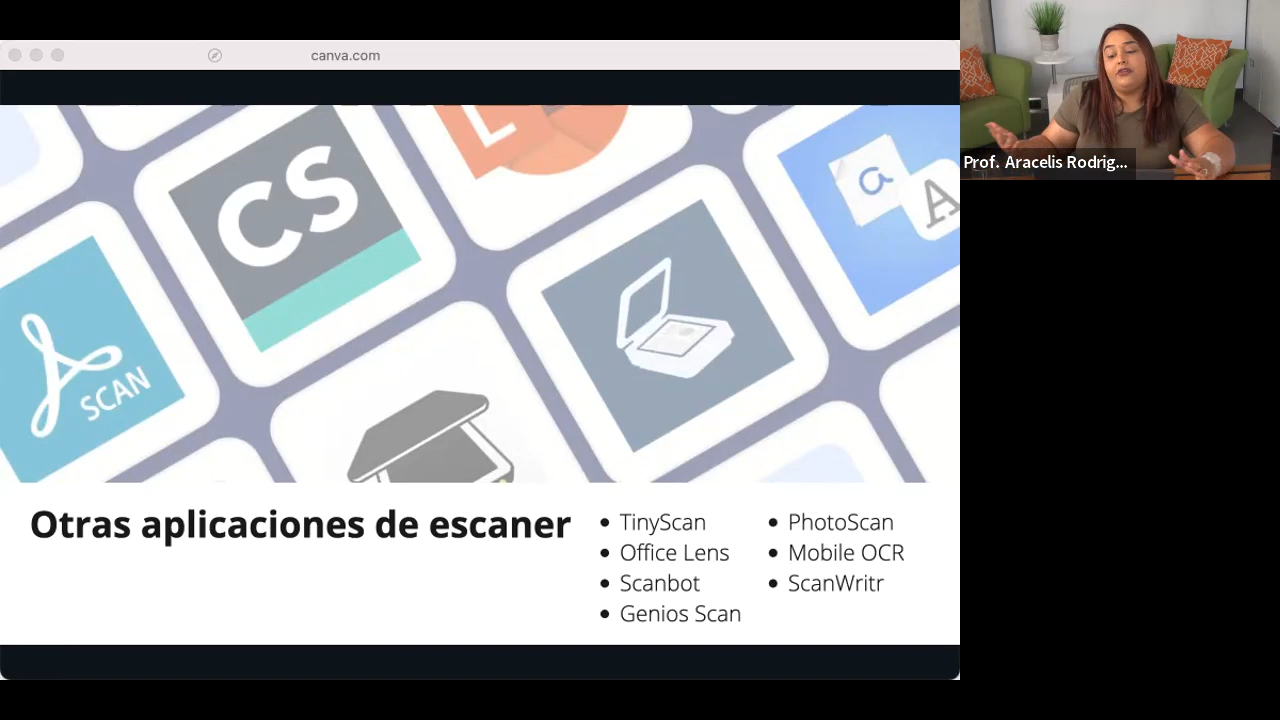 canva.com
CS
L
a
A
SCAN
Prof. Aracelis Rodrig...
Otras aplicaciones de escaner
TinyScan
Office Lens
Scanbot
Genios Scan
PhotoScan
Mobile OCR
ScanWritr